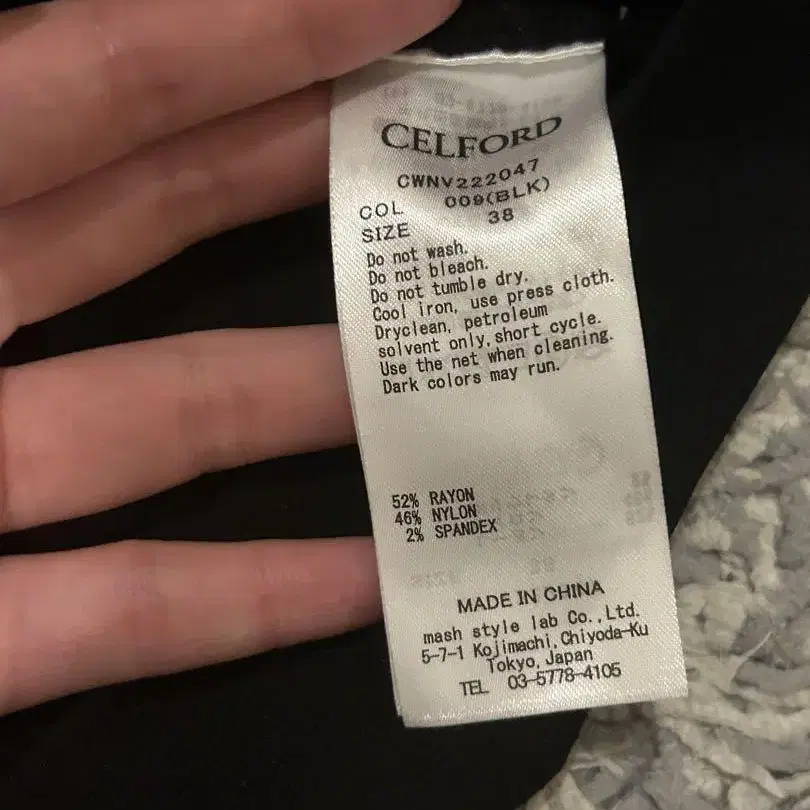 CELFORD
CWNV222047
COL 009(BLK)
SIZE 38
Do not wash.
Do not bleach.
Do not tumble dry.
Cool iron, use press cloth.
Dryclean, petroleum
solvent only, short cycle.
Use the net when cleaning.
Dark colors may run.
52% RAYON
46% NYLON
2% SPANDEX
MADE IN CHINA
mash style lab Co.,Ltd.
5-7-1 Kojimachi, Chiyoda-Ku
Tokyo, Japan
TEL 03-5778-4105